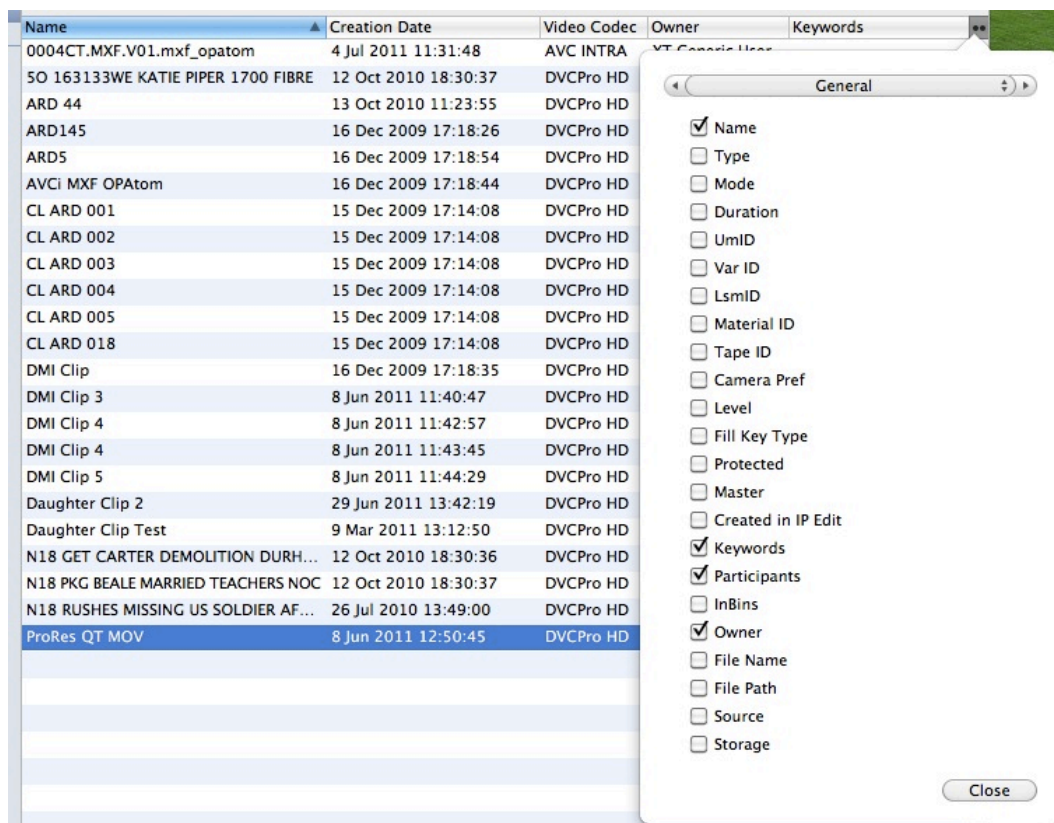 Name Creation Date Video Codec Owner Keywords
0004CT.MXF.V01.mxf_opatom 4 Jul 2011 11:31:48 AVC INTRA XT Generic User
5O 163133WE KATIE PIPER 1700 FIBRE 12 Oct 2010 18:30:37 DVCPro HD
ARD 44 13 Oct 2010 11:23:55 DVCPro HD
ARD145 16 Dec 2009 17:18:26 DVCPro HD
ARD5 16 Dec 2009 17:18:54 DVCPro HD
AVCi MXF OPAtom 16 Dec 2009 17:18:44 DVCPro HD
CL ARD 001 15 Dec 2009 17:14:08 DVCPro HD
CL ARD 002 15 Dec 2009 17:14:08 DVCPro HD
CL ARD 003 15 Dec 2009 17:14:08 DVCPro HD
CL ARD 004 15 Dec 2009 17:14:08 DVCPro HD
CL ARD 005 15 Dec 2009 17:14:08 DVCPro HD
CL ARD 018 15 Dec 2009 17:14:08 DVCPro HD
DMI Clip 16 Dec 2009 17:18:35 DVCPro HD
DMI Clip 3 8 Jun 2011 11:40:47 DVCPro HD
DMI Clip 4 8 Jun 2011 11:42:57 DVCPro HD
DMI Clip 4 8 Jun 2011 11:43:45 DVCPro HD
DMI Clip 5 8 Jun 2011 11:44:29 DVCPro HD
Daughter Clip 2 29 Jun 2011 13:42:19 DVCPro HD
Daughter Clip Test 9 Mar 2011 13:12:50 DVCPro HD
N18 GET CARTER DEMOLITION DURH... 12 Oct 2010 18:30:36 DVCPro HD
N18 PKG BEALE MARRIED TEACHERS NOC 12 Oct 2010 18:30:37 DVCPro HD
N18 RUSHES MISSING US SOLDIER AF... 26 Jul 2010 13:49:00 DVCPro HD
ProRes QT MOV 8 Jun 2011 12:50:45 DVCPro HD
General
Name
Type
Mode
Duration
UmID
Var ID
LsmID
Material ID
Tape ID
Camera Pref
Level
Fill Key Type
Protected
Master
Created in IP Edit
Keywords
Participants
InBins
Owner
File Name
File Path
Source
Storage
Close